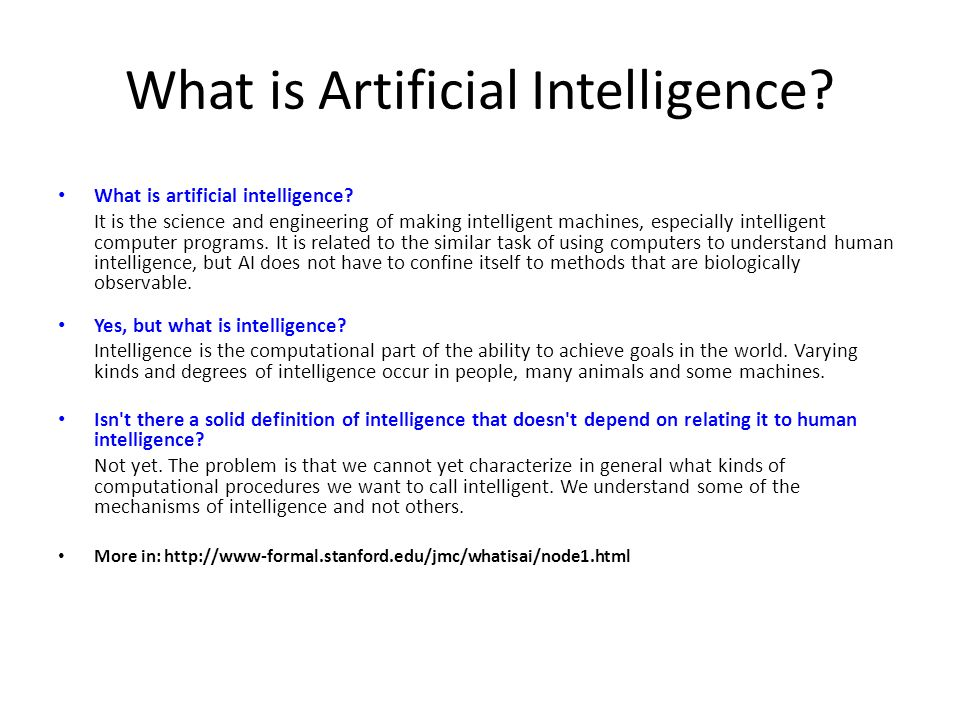 What is Artificial Intelligence?
• What is artificial intelligence?
It is the science and engineering of making intelligent machines, especially intelligent
computer programs. It is related to the similar task of using computers to understand human
intelligence, but AI does not have to confine itself to methods that are biologically
observable.
• Yes, but what is intelligence?
Intelligence is the computational part of the ability to achieve goals in the world. Varying
kinds and degrees of intelligence occur in people, many animals and some machines.
• Isn't there a solid definition of intelligence that doesn't depend on relating it to human
intelligence?
Not yet. The problem is that we cannot yet characterize in general what kinds of
computational procedures we want to call intelligent. We understand some of the
mechanisms of intelligence and not others.
• More in: http://www-formal.stanford.edu/jmc/whatisai/node1.html